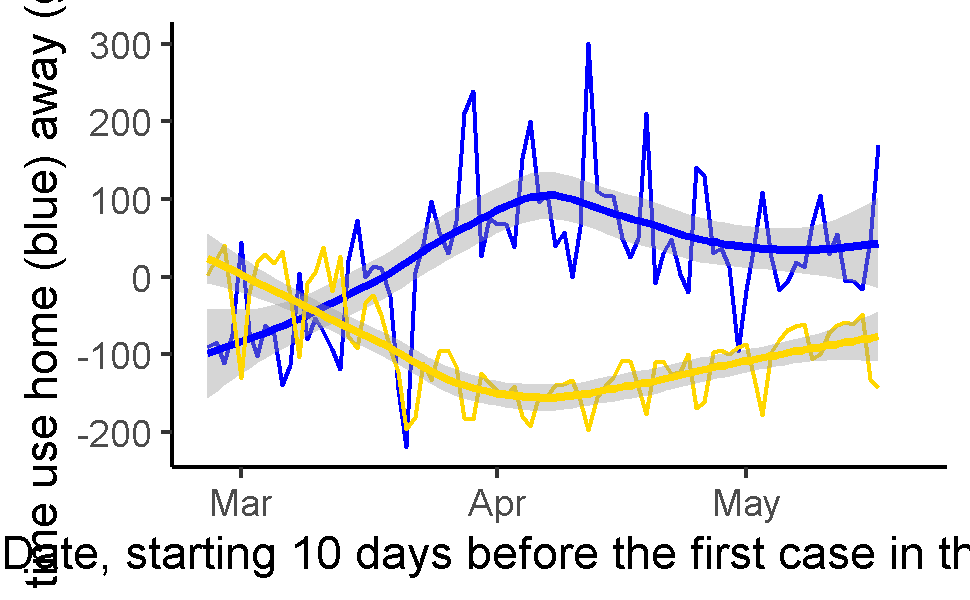 time use home (blue) away (
300
200
100
0
-100
-200
Mar Apr May
Date, starting 10 days before the first case in th